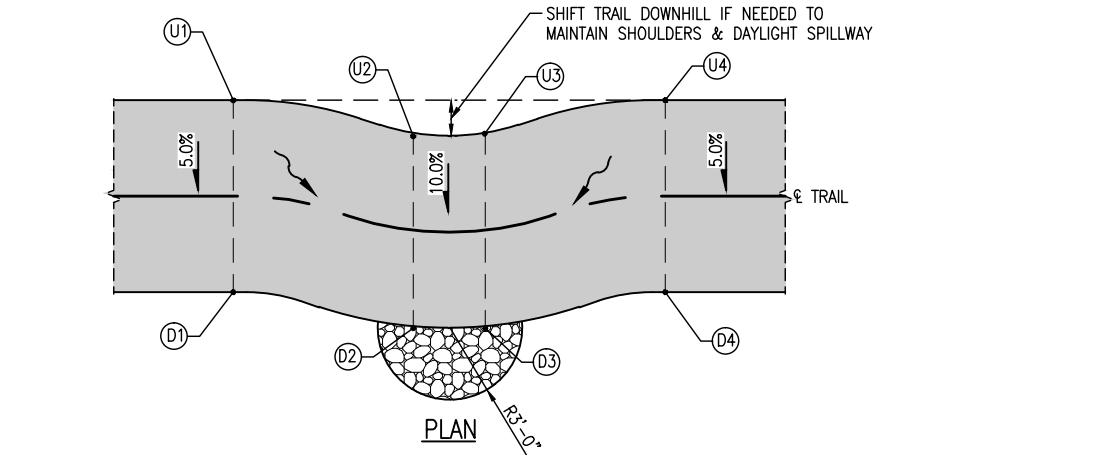 SHIFT TRAIL DOWNHILL IF NEEDED TO
MAINTAIN SHOULDERS & DAYLIGHT SPILLWAY
U1
U2
U3
U4
5.0%
10.0%
5.0%
℄ TRAIL
D1
D2
D3
D4
R3'-0"
PLAN